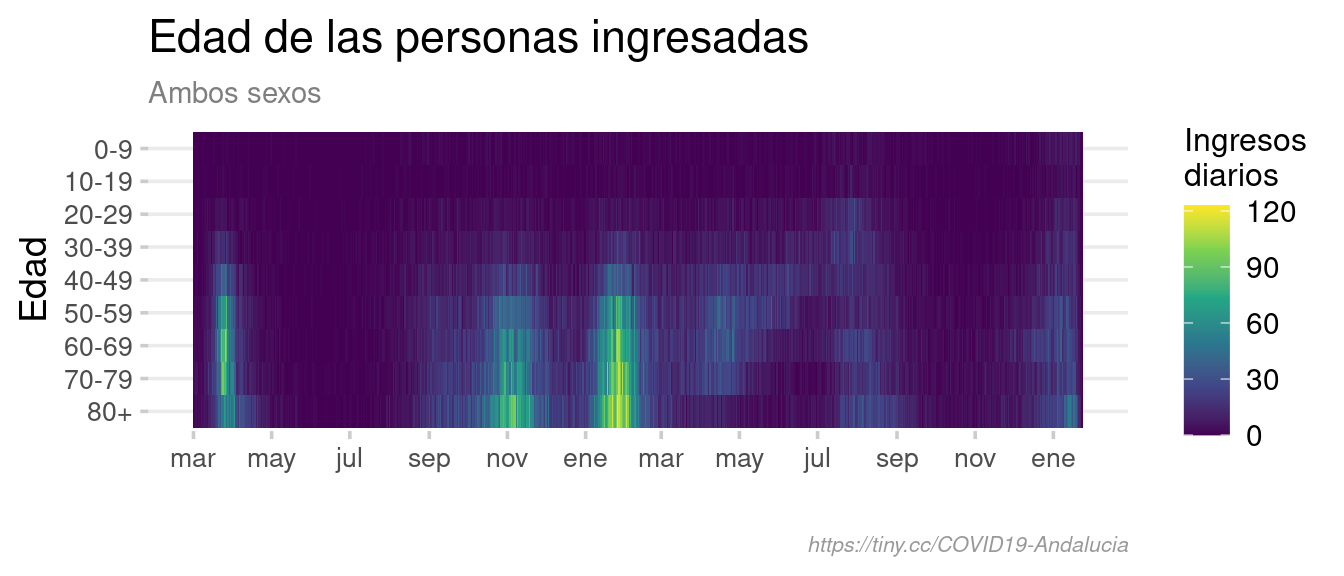 Edad de las personas ingresadas
Ambos sexos
Edad
0-9
10-19
20-29
30-39
40-49
50-59
60-69
70-79
80+
mar may jul sep nov ene mar may jul sep nov ene
Ingresos
diarios
120
90
60
30
0
https://tiny.cc/COVID19-Andalucia